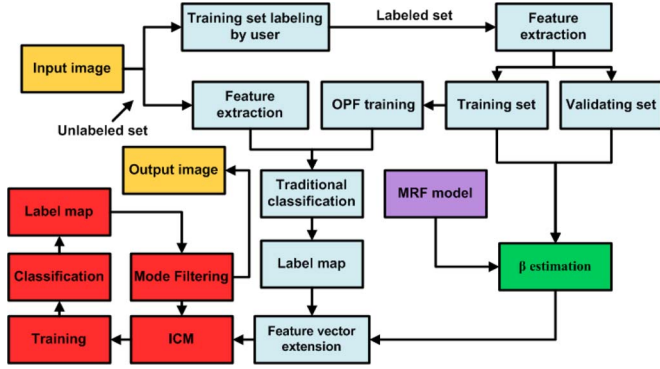 Training set labeling
by user
Labeled set
Feature
extraction
Input image
Unlabeled set
Feature
extraction
OPF training
Training set
Validating set
Output image
Traditional
classification
MRF model
Label map
Classification
Mode Filtering
Label map
β estimation
Training
ICM
Feature vector
extension